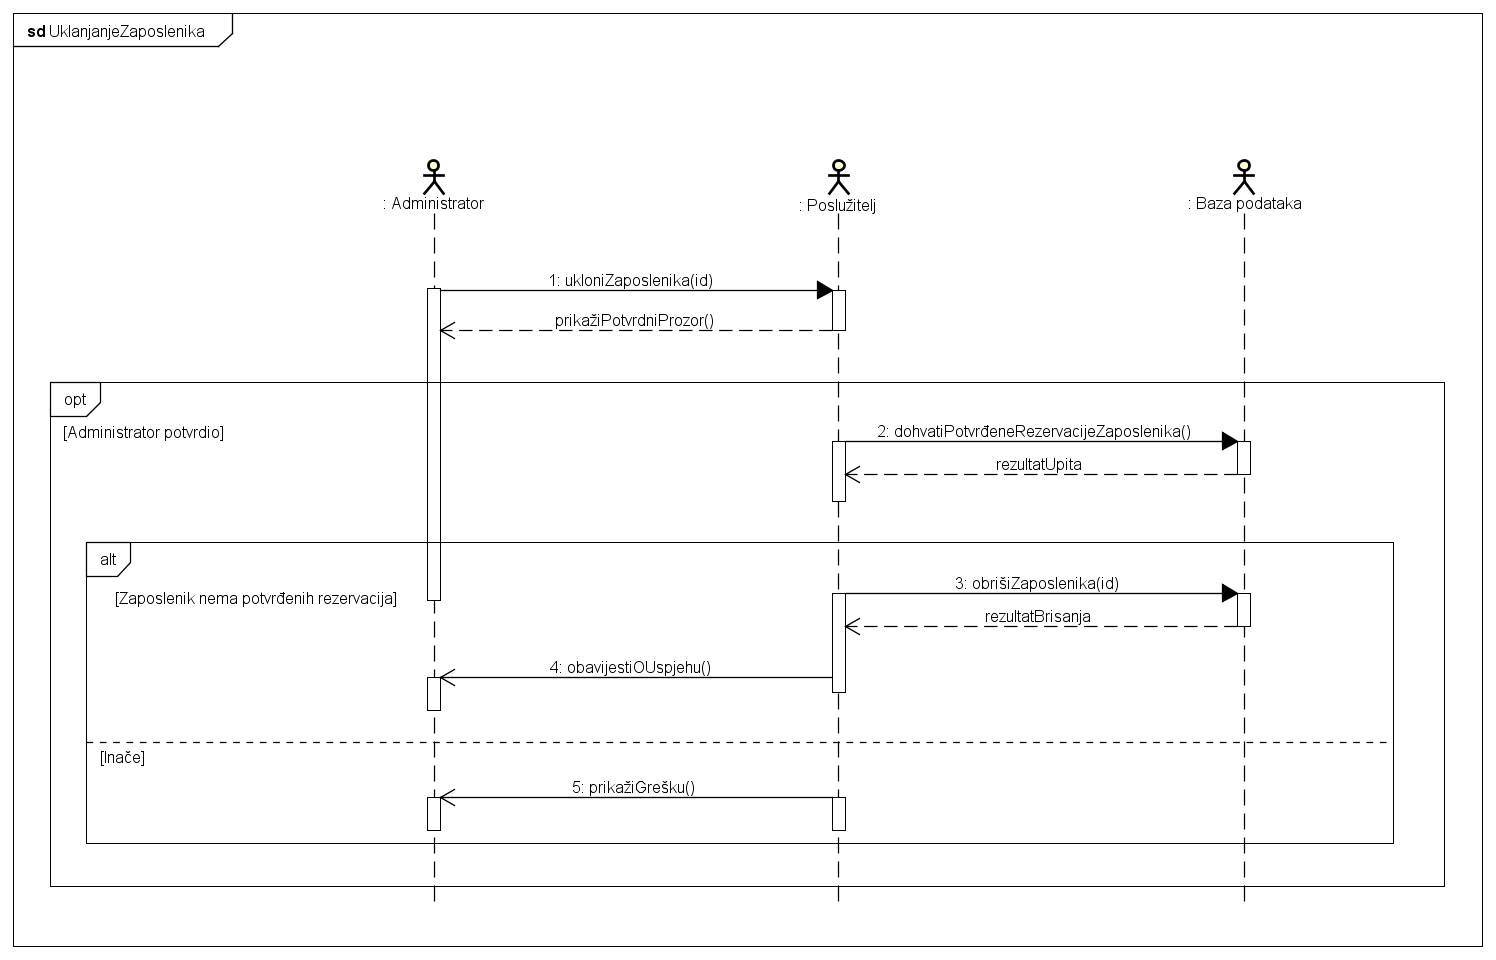 sd UklanjanjeZaposlenika
: Administrator
: Poslužitelj
: Baza podataka
1: ukloniZaposlenika(id)
prikažiPotvrdniProzor()
opt
[Administrator potvrdio]
2: dohvatiPotvrđeneRezervacijeZaposlenika()
rezultatUpita
alt
[Zaposlenik nema potvrđenih rezervacija]
3: obrišiZaposlenika(id)
rezultatBrisanja
4: obavijestiOUspjehu()
[Inače]
5: prikažiGrešku()